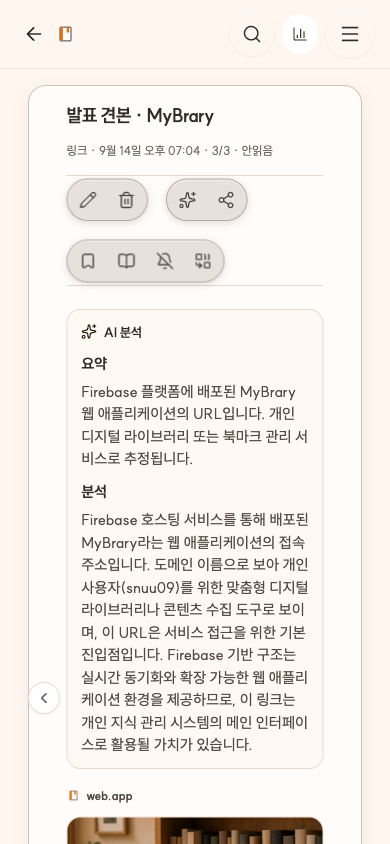 발표 견본 · MyBrary
링크 · 9월 14일 오후 07:04 · 3/3 · 안읽음
AI 분석
요약
Firebase 플랫폼에 배포된 MyBrary
웹 애플리케이션의 URL입니다. 개인
디지털 라이브러리 또는 북마크 관리 서
비스로 추정됩니다.
분석
Firebase 호스팅 서비스를 통해 배포된
MyBrary라는 웹 애플리케이션의 접속
주소입니다. 도메인 이름으로 보아 개인
사용자(snuu09)를 위한 맞춤형 디지털
라이브러리나 콘텐츠 수집 도구로 보이
며, 이 URL은 서비스 접근을 위한 기본
진입점입니다. Firebase 기반 구조는
실시간 동기화와 확장 가능한 웹 애플리
케이션 환경을 제공하므로, 이 링크는
개인 지식 관리 시스템의 메인 인터페이
스로 활용될 가치가 있습니다.
web.app